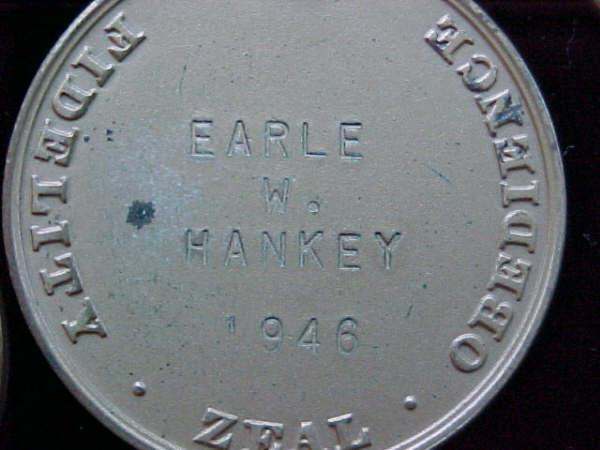 EARLE
W.
HANKEY
1946
FIDELITY
ZEAL
OBEDIENCE